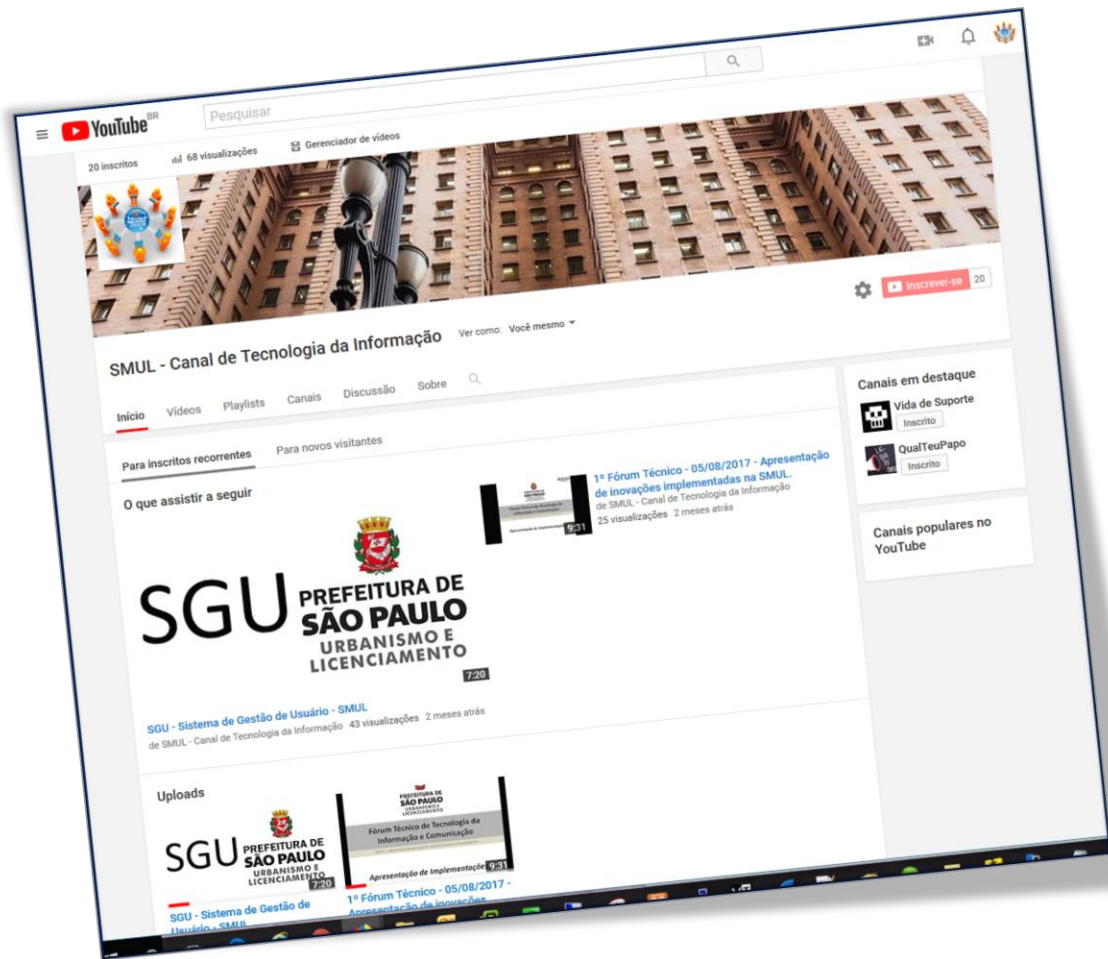 YouTube BR
Pesquisar
20 inscritos
68 visualizações
Gerenciador de vídeos
Inscrever-se 20
SMUL - Canal de Tecnologia da Informação
Ver como: Você mesmo
Início
Vídeos
Playlists
Canais
Discussão
Sobre
Para inscritos recorrentes
Para novos visitantes
O que assistir a seguir
SGU
PREFEITURA DE
SÃO PAULO
URBANISMO E
LICENCIAMENTO
7:20
SGU - Sistema de Gestão de Usuário - SMUL
de SMUL - Canal de Tecnologia da Informação 43 visualizações 2 meses atrás
9:31
1º Fórum Técnico - 05/08/2017 - Apresentação
de inovações implementadas na SMUL.
de SMUL - Canal de Tecnologia da Informação
25 visualizações 2 meses atrás
Canais em destaque
Vida de Suporte
Inscrito
QualTeuPapo
Inscrito
Canais populares no
YouTube
Uploads
SGU
PREFEITURA DE
SÃO PAULO
URBANISMO E
LICENCIAMENTO
7:20
SGU - Sistema de Gestão de
Usuário - SMUL
PREFEITURA DE
SÃO PAULO
URBANISMO E
LICENCIAMENTO
Fórum Técnico de Tecnologia da
Informação e Comunicação
Apresentação de Implementaçõe
9:31
1º Fórum Técnico - 05/08/2017 -
Apresentação de inovações